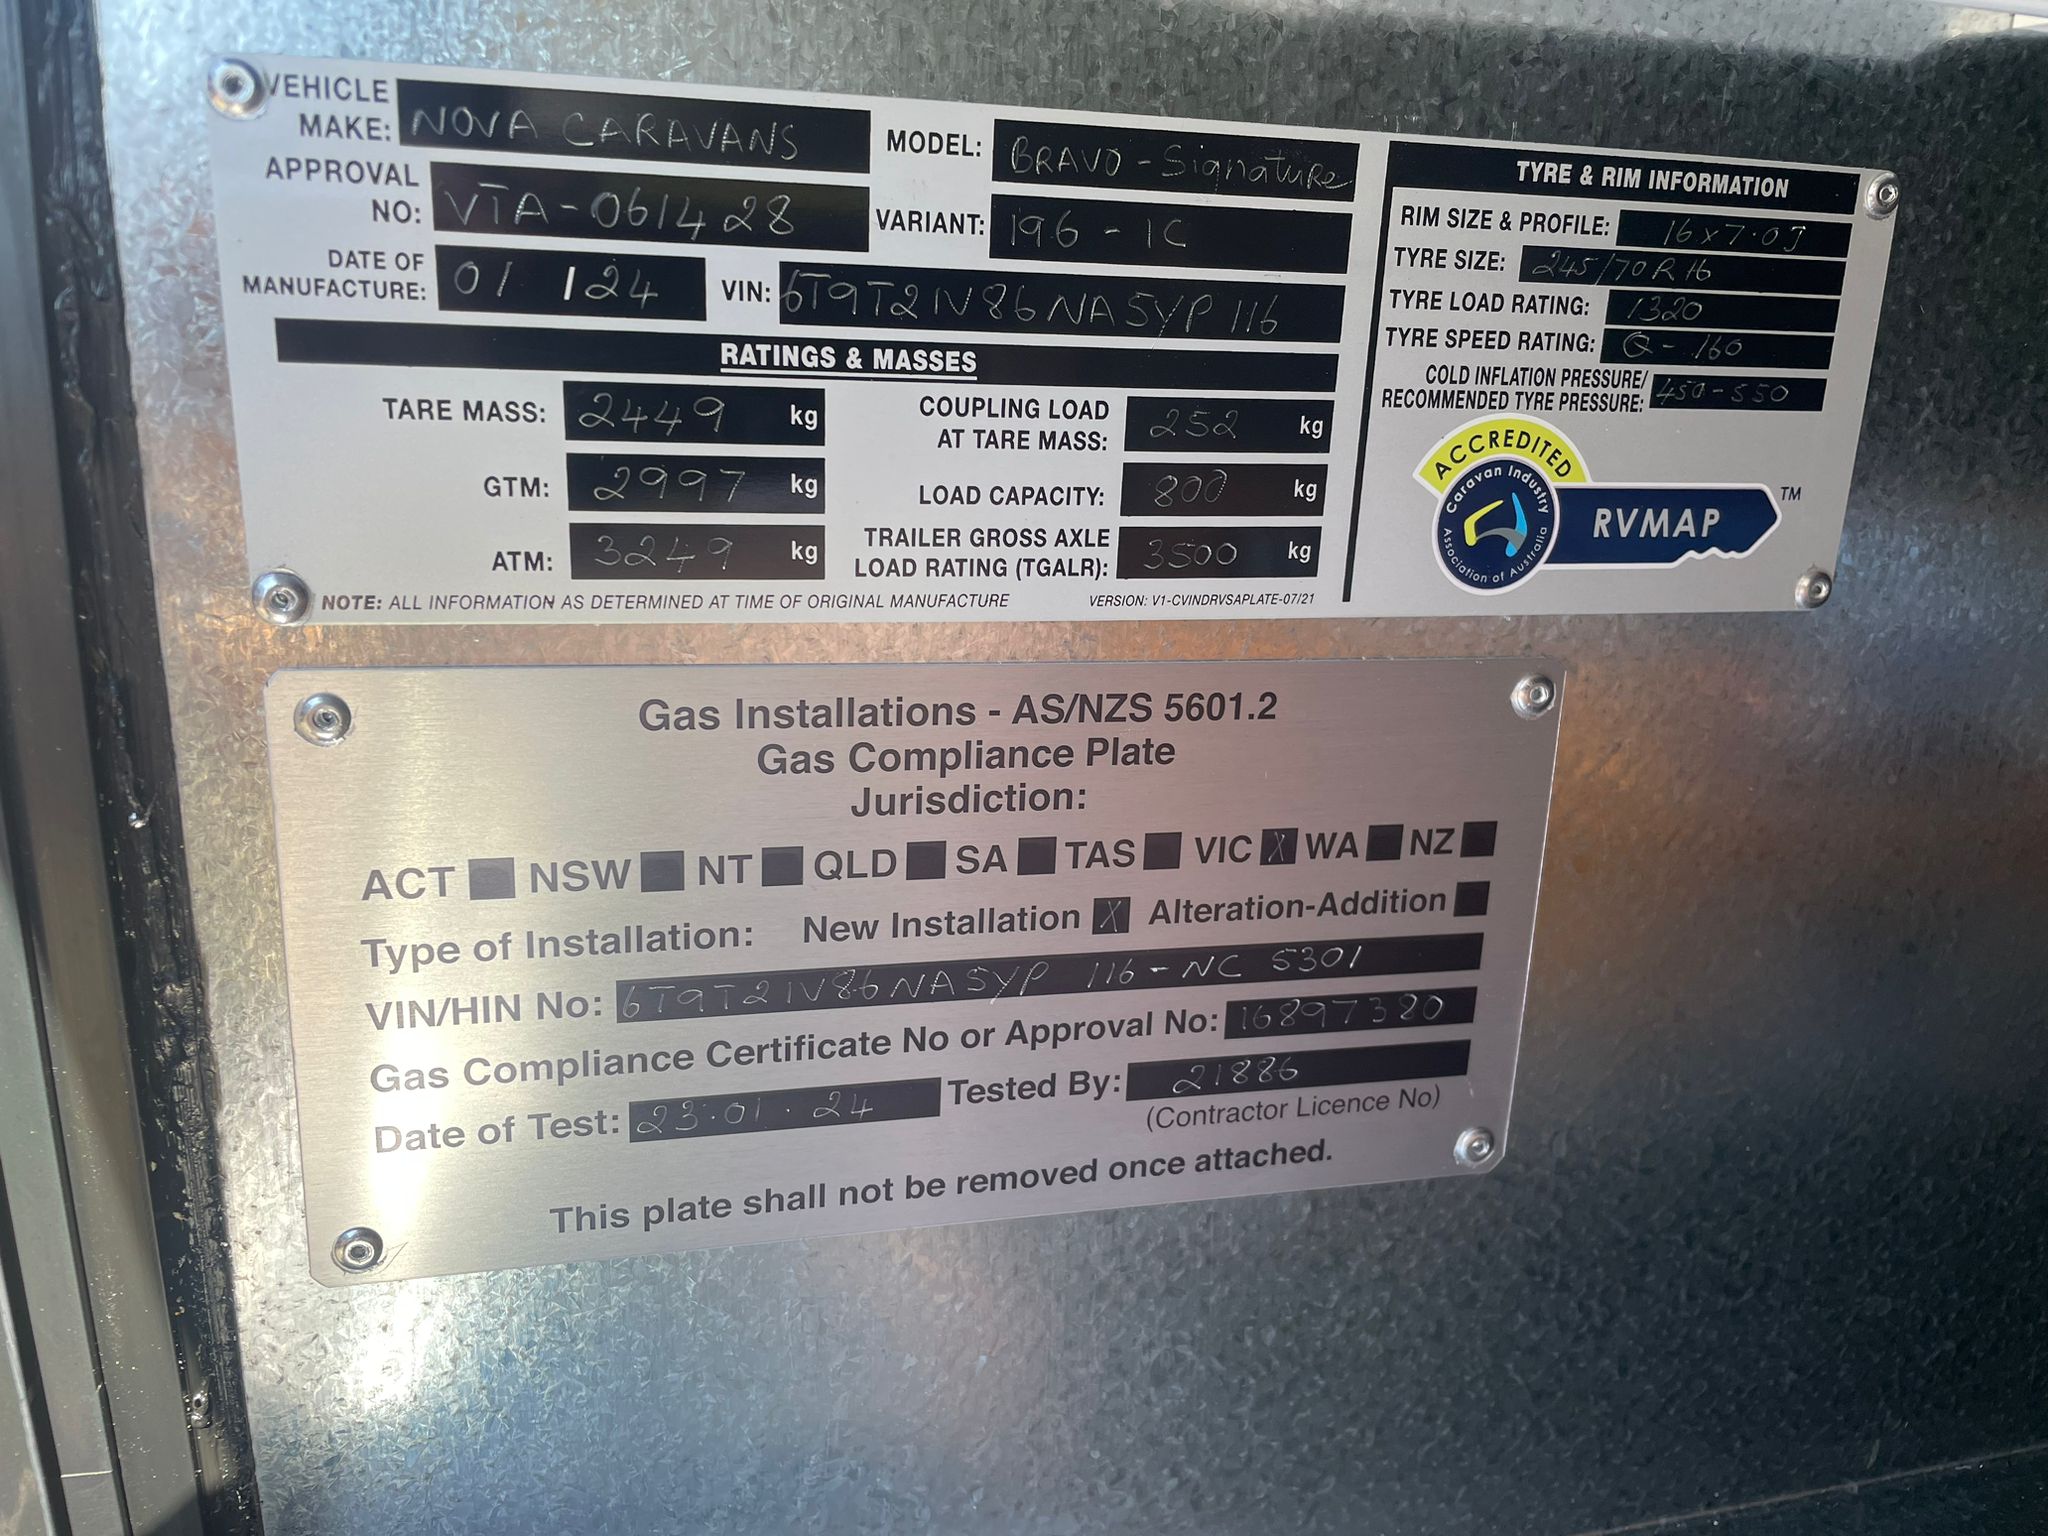 VEHICLE MAKE: NOVA CARAVANS MODEL: BRAVO - Signature
APPROVAL NO: VTA-061428 VARIANT: 196 - 1C
DATE OF MANUFACTURE: 01 / 24 VIN: 6T9T21V86NA5YP116
RATINGS & MASSES
TARE MASS: 2449 kg COUPLING LOAD AT TARE MASS: 252 kg
GTM: 2997 kg LOAD CAPACITY: 800 kg
ATM: 3249 kg TRAILER GROSS AXLE LOAD RATING (TGALR): 3500 kg
NOTE: ALL INFORMATION AS DETERMINED AT TIME OF ORIGINAL MANUFACTURE VERSION: V1-CVINDRVSAPLATE-07/21
TYRE & RIM INFORMATION
RIM SIZE & PROFILE: 16 x 7.0J
TYRE SIZE: 245/70R16
TYRE LOAD RATING: 1320
TYRE SPEED RATING: Q - 160
COLD INFLATION PRESSURE/
RECOMMENDED TYRE PRESSURE: 450-550
ACCREDITED
Caravan Industry Association of Australia
RVMAP TM
Gas Installations - AS/NZS 5601.2
Gas Compliance Plate
Jurisdiction:
ACT NSW NT QLD SA TAS VIC X WA NZ
Type of Installation: New Installation X Alteration-Addition
VIN/HIN No: 6T9T21V86NA5YP 116-NC 5301
Gas Compliance Certificate No or Approval No: 16897380
Date of Test: 23.01.24 Tested By: 21886
(Contractor Licence No)
This plate shall not be removed once attached.